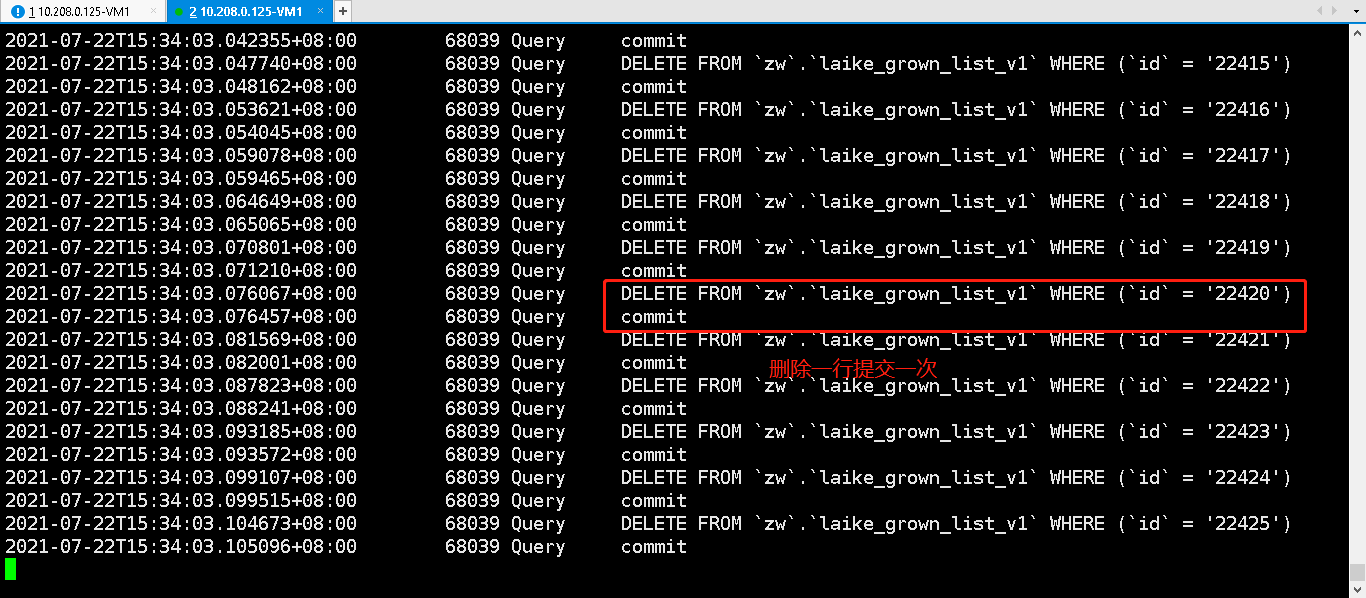 1 10.208.0.125-VM1 × 2 10.208.0.125-VM1 × +
2021-07-22T15:34:03.042355+08:00 68039 Query commit
2021-07-22T15:34:03.047740+08:00 68039 Query DELETE FROM `zw`.`laike_grown_list_v1` WHERE (`id` = '22415')
2021-07-22T15:34:03.048162+08:00 68039 Query commit
2021-07-22T15:34:03.053621+08:00 68039 Query DELETE FROM `zw`.`laike_grown_list_v1` WHERE (`id` = '22416')
2021-07-22T15:34:03.054045+08:00 68039 Query commit
2021-07-22T15:34:03.059078+08:00 68039 Query DELETE FROM `zw`.`laike_grown_list_v1` WHERE (`id` = '22417')
2021-07-22T15:34:03.059465+08:00 68039 Query commit
2021-07-22T15:34:03.064649+08:00 68039 Query DELETE FROM `zw`.`laike_grown_list_v1` WHERE (`id` = '22418')
2021-07-22T15:34:03.065065+08:00 68039 Query commit
2021-07-22T15:34:03.070801+08:00 68039 Query DELETE FROM `zw`.`laike_grown_list_v1` WHERE (`id` = '22419')
2021-07-22T15:34:03.071210+08:00 68039 Query commit
2021-07-22T15:34:03.076067+08:00 68039 Query DELETE FROM `zw`.`laike_grown_list_v1` WHERE (`id` = '22420')
2021-07-22T15:34:03.076457+08:00 68039 Query commit
2021-07-22T15:34:03.081569+08:00 68039 Query DELETE FROM `zw`.`laike_grown_list_v1` WHERE (`id` = '22421')
2021-07-22T15:34:03.082001+08:00 68039 Query commit
删除一行提交一次
2021-07-22T15:34:03.087823+08:00 68039 Query DELETE FROM `zw`.`laike_grown_list_v1` WHERE (`id` = '22422')
2021-07-22T15:34:03.088241+08:00 68039 Query commit
2021-07-22T15:34:03.093185+08:00 68039 Query DELETE FROM `zw`.`laike_grown_list_v1` WHERE (`id` = '22423')
2021-07-22T15:34:03.093572+08:00 68039 Query commit
2021-07-22T15:34:03.099107+08:00 68039 Query DELETE FROM `zw`.`laike_grown_list_v1` WHERE (`id` = '22424')
2021-07-22T15:34:03.099515+08:00 68039 Query commit
2021-07-22T15:34:03.104673+08:00 68039 Query DELETE FROM `zw`.`laike_grown_list_v1` WHERE (`id` = '22425')
2021-07-22T15:34:03.105096+08:00 68039 Query commit